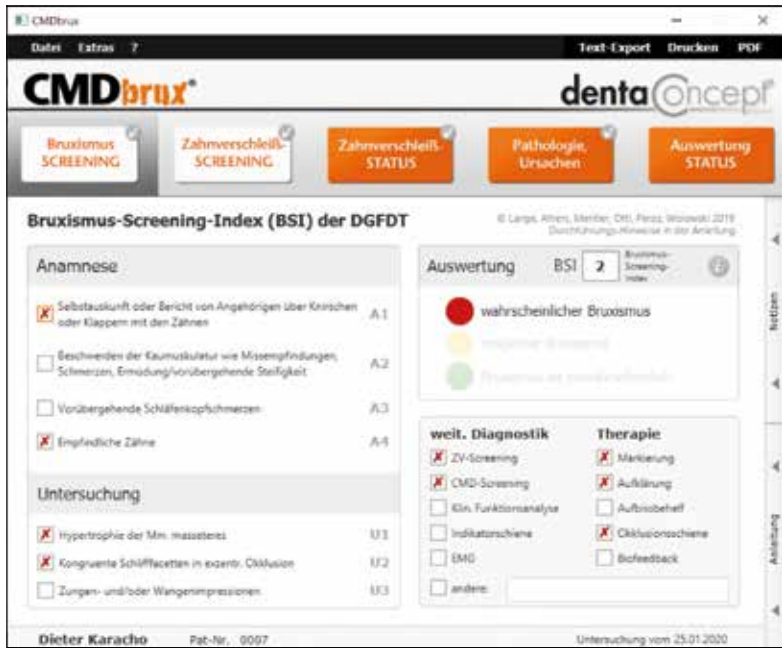 CMDbrux
Datei Extras ?
Text-Export Drucken PDF
CMDbrux®
dentaConcept®
Bruxismus
SCREENING
Zahnverschleiß-
SCREENING
Zahnverschleiß-
STATUS
Pathologie,
Ursachen
Auswertung
STATUS
Bruxismus-Screening-Index (BSI) der DGFDT
© Lange, Ahlers, Mentler, Ottl, Peroz, Wolowski 2019
Durchführungs-Hinweise in der Anleitung
Anamnese
Selbstauskunft oder Bericht von Angehörigen über Knirschen
oder Klappern mit den Zähnen
A1
Beschwerden der Kaumuskulatur wie Missempfindungen,
Schmerzen, Ermüdung/vorübergehende Steifigkeit
A2
Vorübergehende Schläfenkopfschmerzen
A3
Empfindliche Zähne
A4
Untersuchung
Hypertrophie der Mm. masseteres
U1
Kongruente Schlifffacetten in exzentr. Okklusion
U2
Zungen- und/oder Wangenimpressionen
U3
Auswertung
BSI 2
Bruxismus-
Screening-
Index
wahrscheinlicher Bruxismus
weit. Diagnostik
ZV-Screening
CMD-Screening
Klin. Funktionsanalyse
Indikatorschiene
EMG
andere:
Therapie
Markierung
Aufklärung
Aufbissbehelf
Okklusionsschiene
Biofeedback
Notizen
Anleitung
Dieter Karacho
Pat-Nr. 0007
Untersuchung vom 25.01.2020